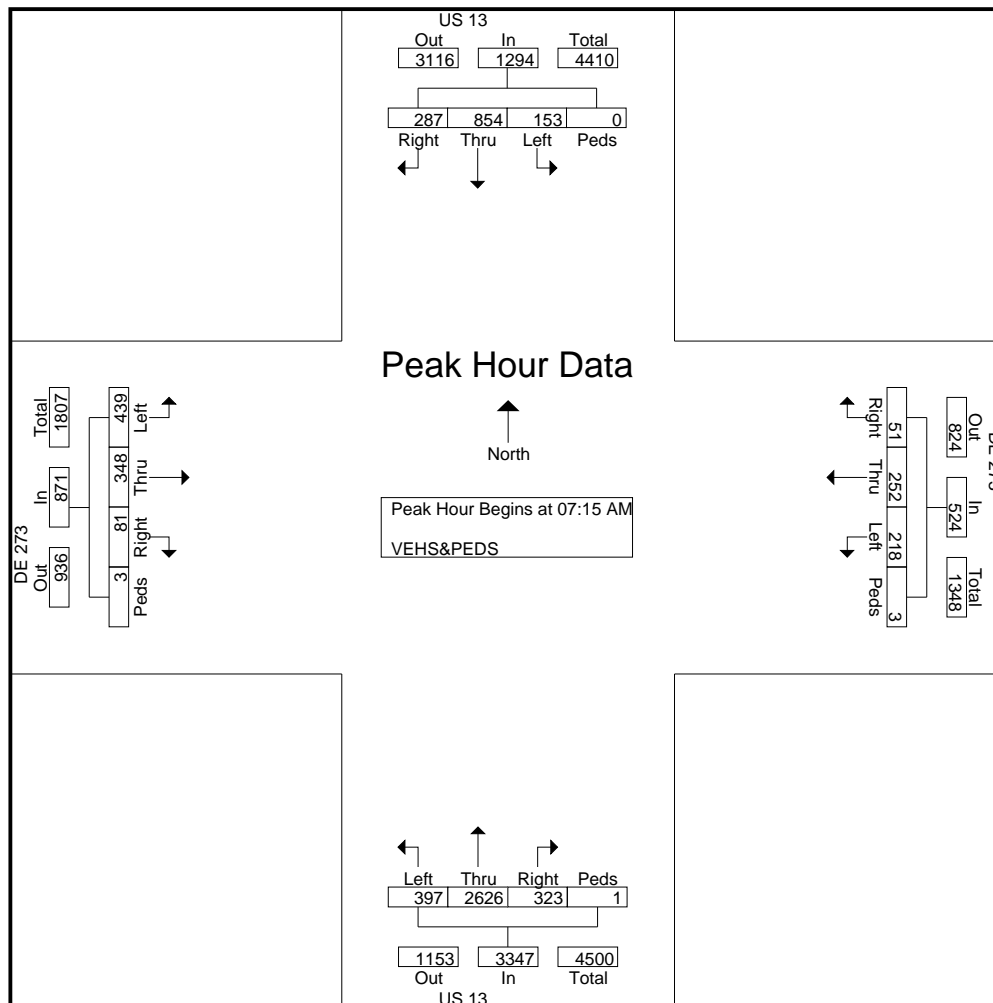 US 13
Out In Total
3116 1294 4410
287 854 153 0
Right Thru Left Peds
Peak Hour Data
North
Peak Hour Begins at 07:15 AM
VEHS&PEDS
DE 273
Out In Total
936 871 1807
439 348 81 3
Left Thru Right Peds
Out In Total
824 524 1348
51 252 218 3
Right Thru Left Peds
Left Thru Right Peds
397 2626 323 1
1153 3347 4500
Out In Total
US 13